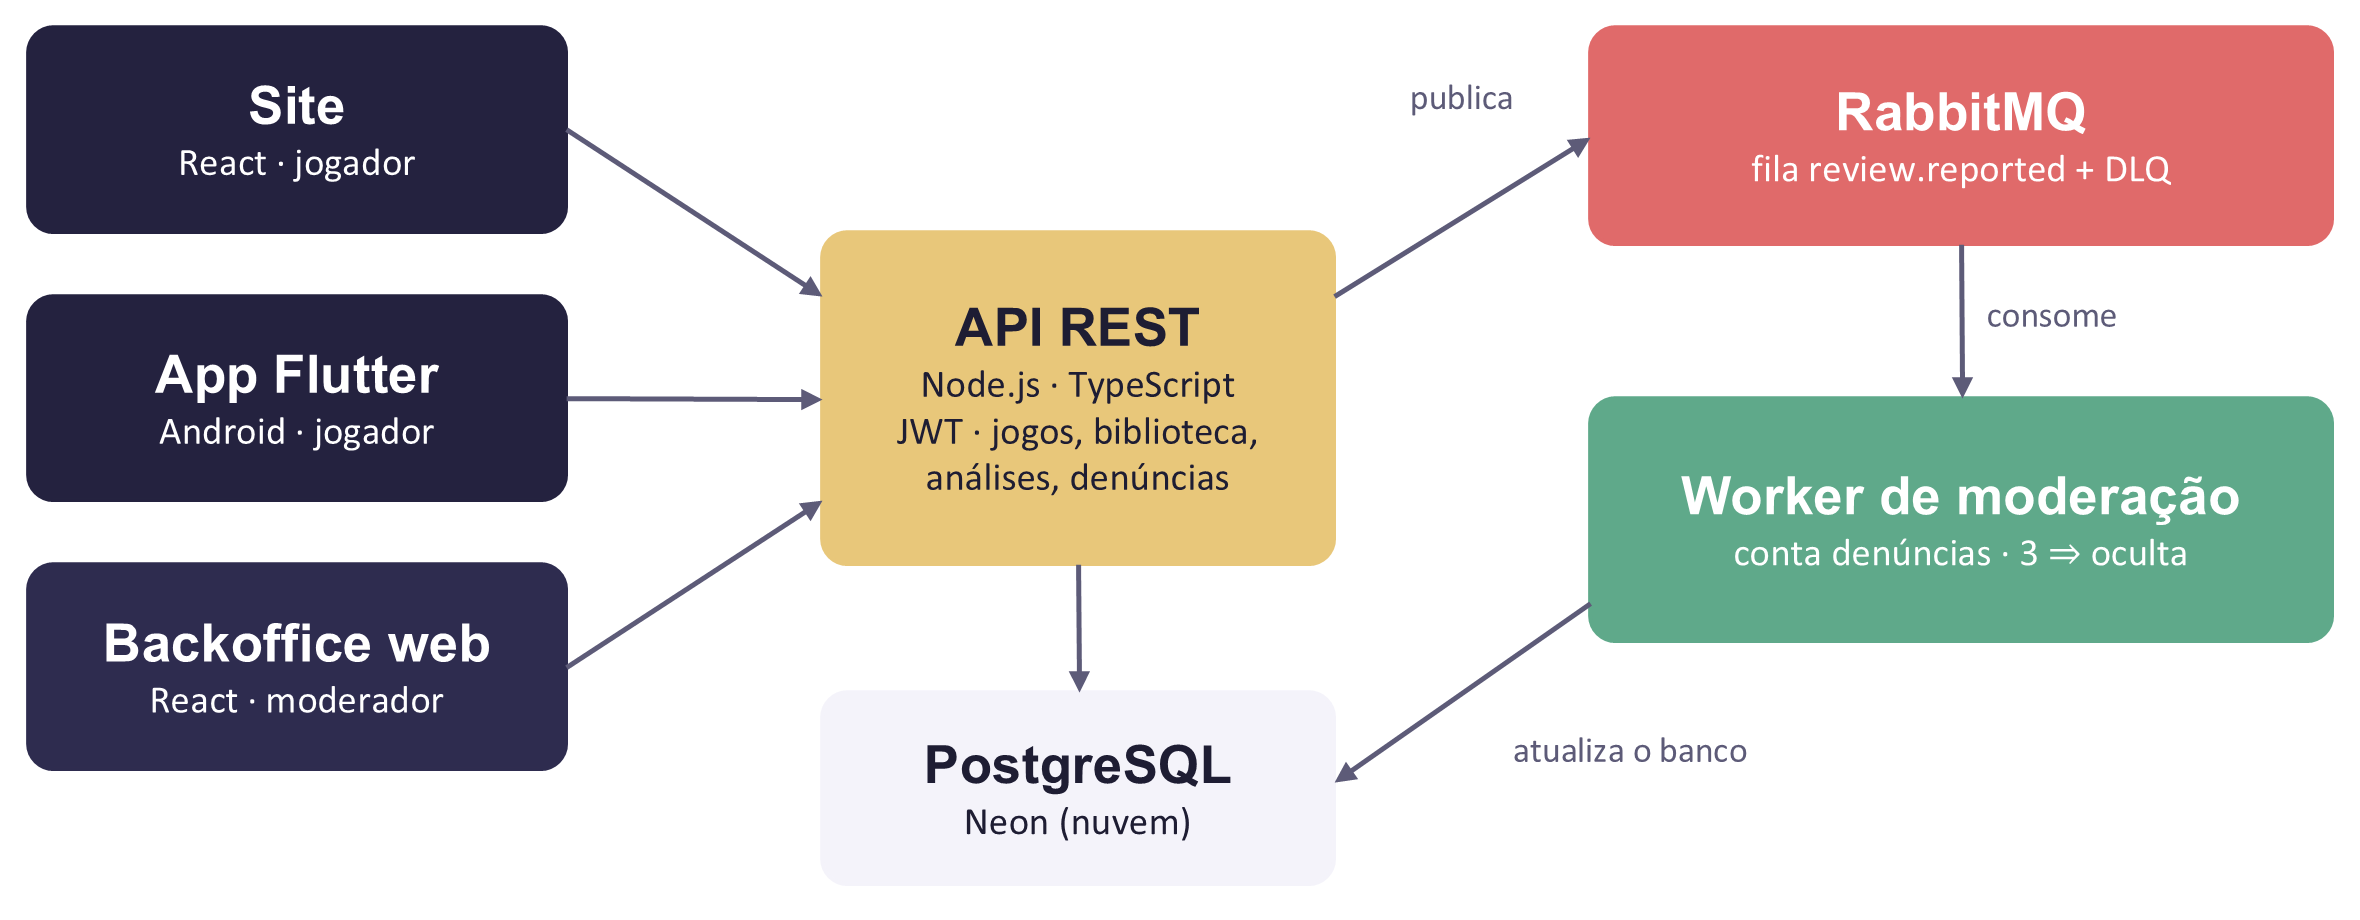 Site
React · jogador
App Flutter
Android · jogador
Backoffice web
React · moderador
API REST
Node.js · TypeScript
JWT · jogos, biblioteca,
análises, denúncias
PostgreSQL
Neon (nuvem)
publica
RabbitMQ
fila review.reported + DLQ
consome
Worker de moderação
conta denúncias · 3 ⇒ oculta
atualiza o banco